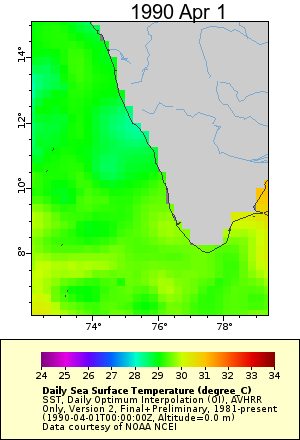 1990 Apr 1
14°
12°
10°
8°
74°
76°
78°
24 25 26 27 28 29 30 31 32 33 34
Daily Sea Surface Temperature (degree_C)
SST, Daily Optimum Interpolation (OI), AVHRR
Only, Version 2, Final+Preliminary, 1981-present
(1990-04-01T00:00:00Z, Altitude=0.0 m)
Data courtesy of NOAA NCEI